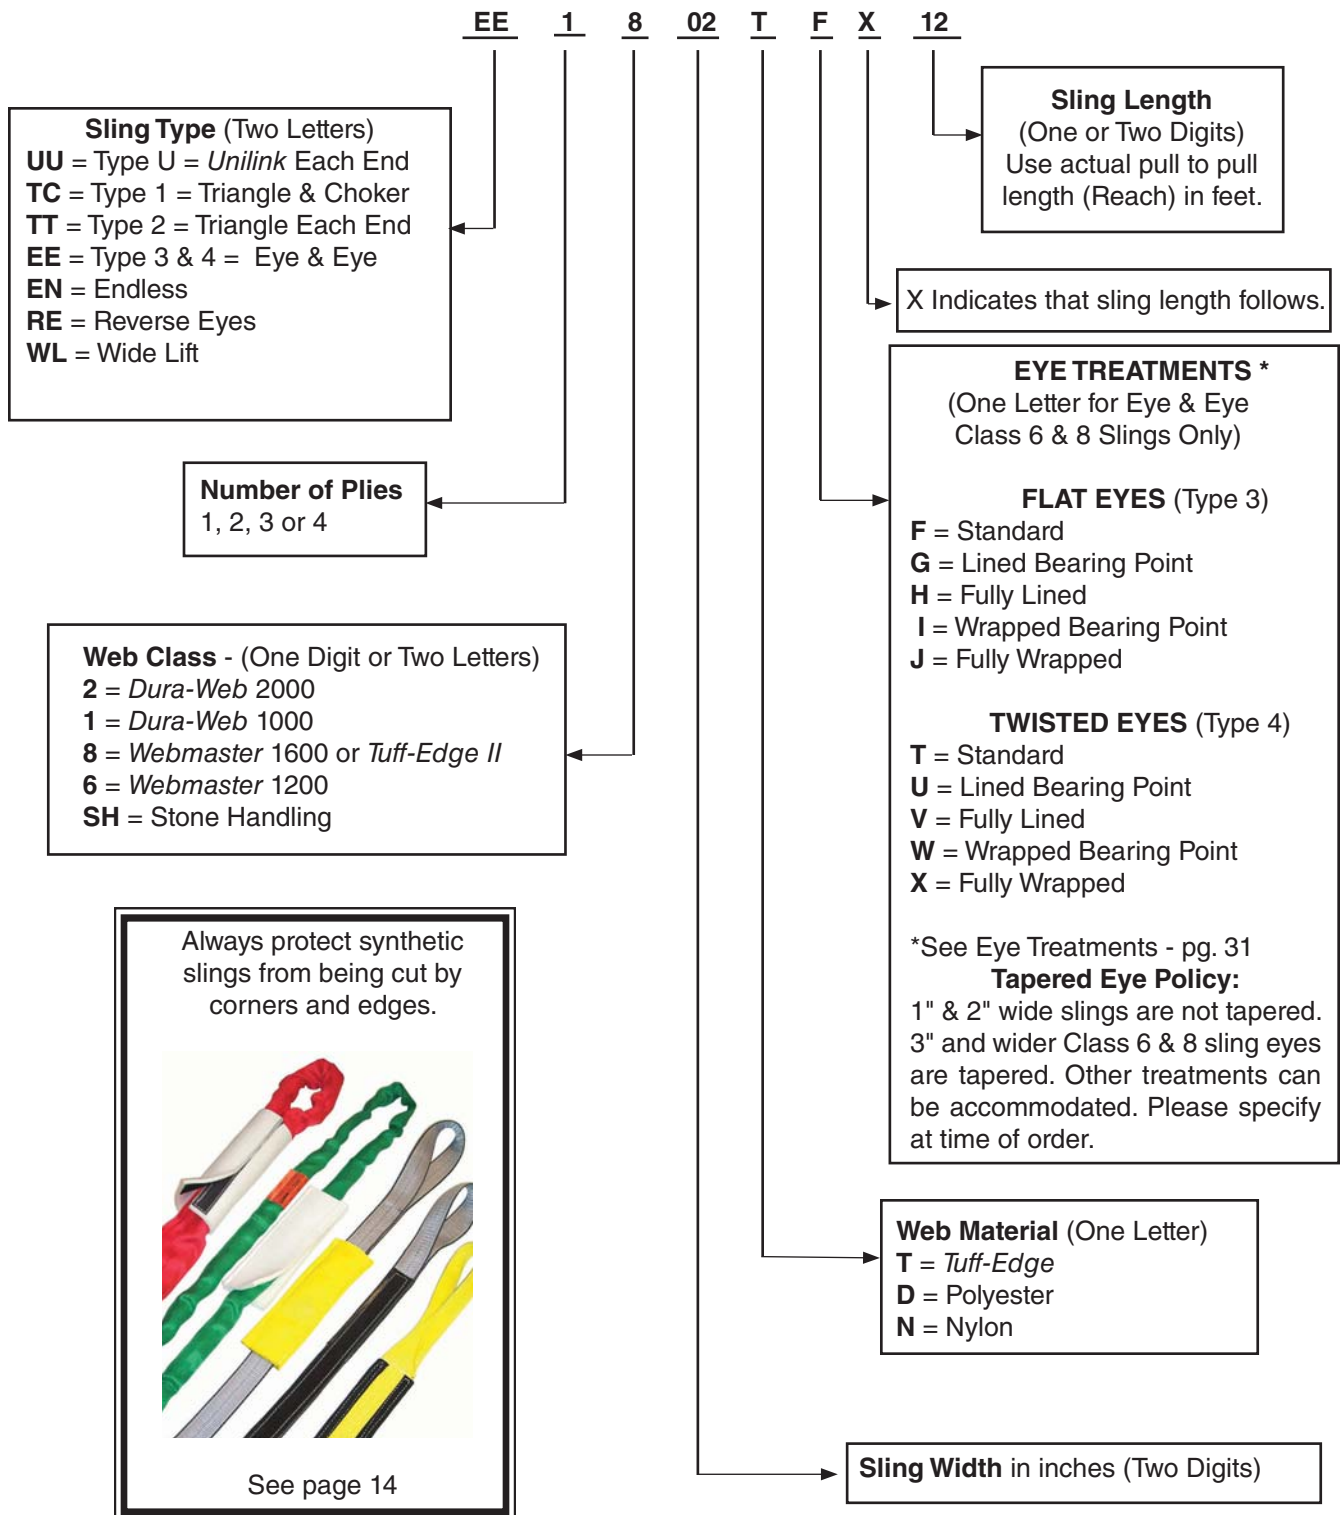 EE 1 8 02 T F X 12
Sling Type (Two Letters)
UU = Type U = Unilink Each End
TC = Type 1 = Triangle & Choker
TT = Type 2 = Triangle Each End
EE = Type 3 & 4 = Eye & Eye
EN = Endless
RE = Reverse Eyes
WL = Wide Lift
Number of Plies
1, 2, 3 or 4
Web Class - (One Digit or Two Letters)
2 = Dura-Web 2000
1 = Dura-Web 1000
8 = Webmaster 1600 or Tuff-Edge II
6 = Webmaster 1200
SH = Stone Handling
Always protect synthetic
slings from being cut by
corners and edges.
See page 14
Sling Length
(One or Two Digits)
Use actual pull to pull
length (Reach) in feet.
X Indicates that sling length follows.
EYE TREATMENTS *
(One Letter for Eye & Eye
Class 6 & 8 Slings Only)
FLAT EYES (Type 3)
F = Standard
G = Lined Bearing Point
H = Fully Lined
I = Wrapped Bearing Point
J = Fully Wrapped
TWISTED EYES (Type 4)
T = Standard
U = Lined Bearing Point
V = Fully Lined
W = Wrapped Bearing Point
X = Fully Wrapped
*See Eye Treatments - pg. 31
Tapered Eye Policy:
1" & 2" wide slings are not tapered.
3" and wider Class 6 & 8 sling eyes
are tapered. Other treatments can
be accommodated. Please specify
at time of order.
Web Material (One Letter)
T = Tuff-Edge
D = Polyester
N = Nylon
Sling Width in inches (Two Digits)